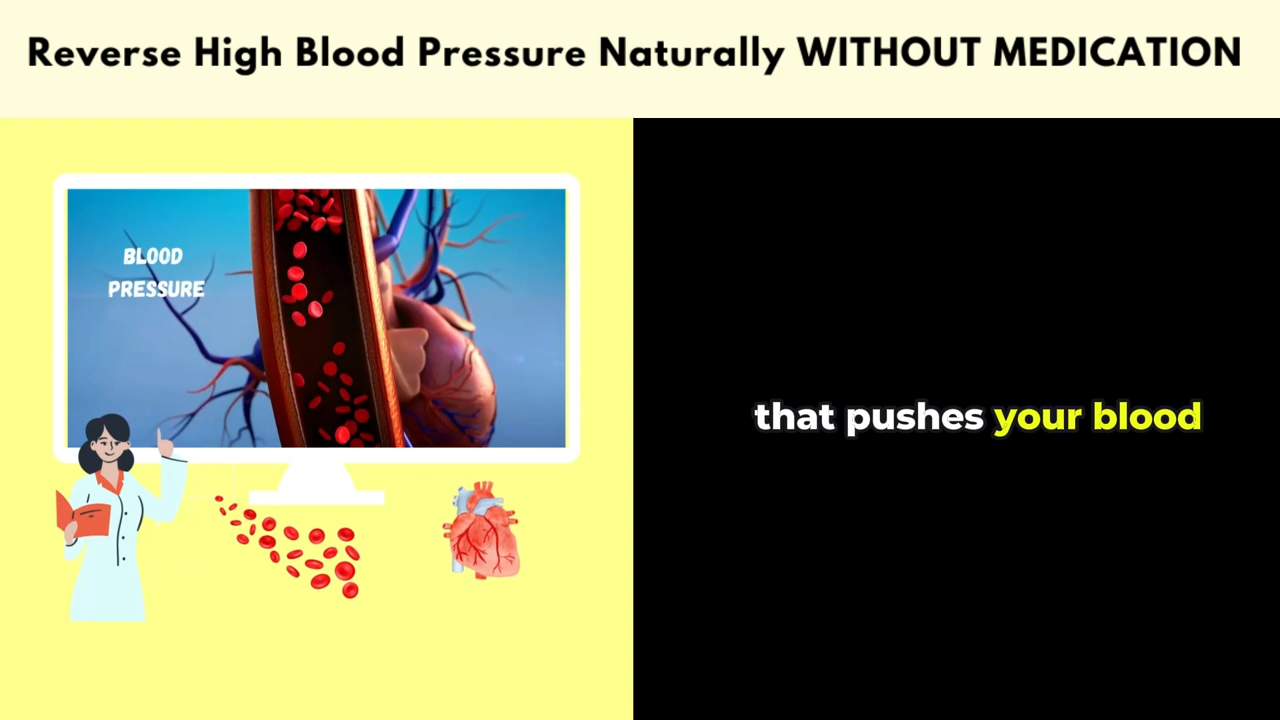 Reverse High Blood Pressure Naturally WITHOUT MEDICATION
BLOOD
PRESSURE
that pushes your blood